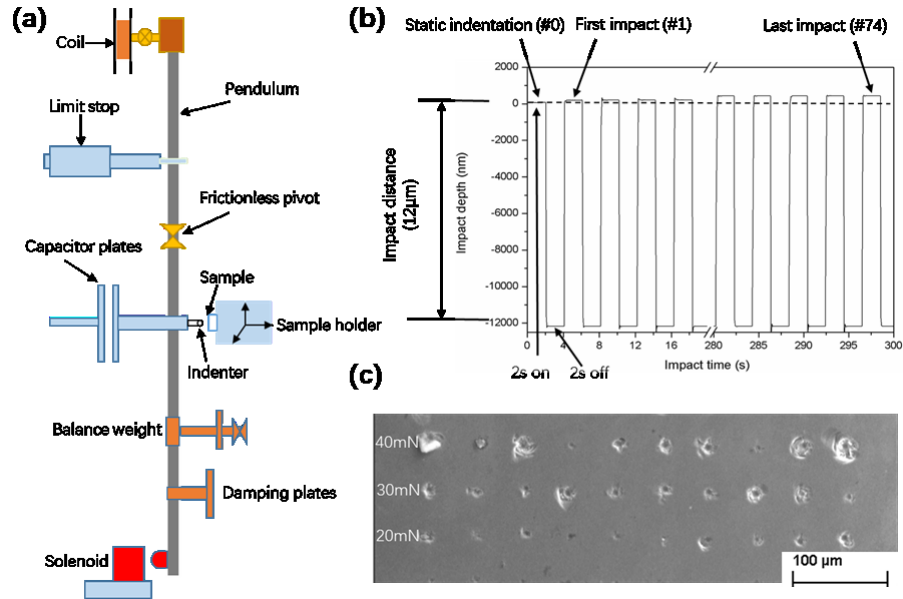 (a)
Coil
Pendulum
Limit stop
Frictionless pivot
Capacitor plates
Sample
Sample holder
Indenter
Balance weight
Damping plates
Solenoid
(b)
Static indentation (#0)
First impact (#1)
Last impact (#74)
Impact distance
(12μm)
Impact depth (nm)
2000
0
-2000
-4000
-6000
-8000
-10000
-12000
0 4 8 12 16 280 285 290 295 300
2s on
2s off
Impact time (s)
(c)
40mN
30mN
20mN
100 μm